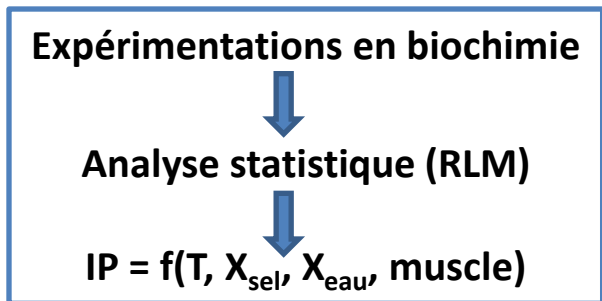 Expérimentations en biochimie
Analyse statistique (RLM)
IP = f(T, Xsel, Xeau, muscle)